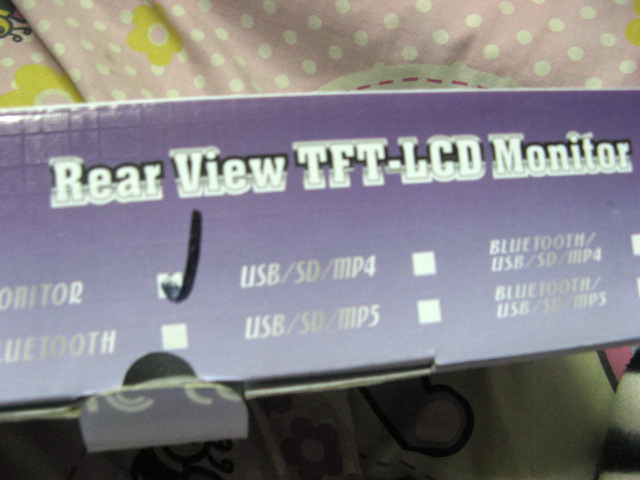 Rear View TFT-LCD Monitor
ONITOR
USB/SD/MP4
BLUETOOTH/
USB/SD/MP4
LUETOOTH
USB/SD/MP5
BLUETOOTH/
USB/SD/MP5